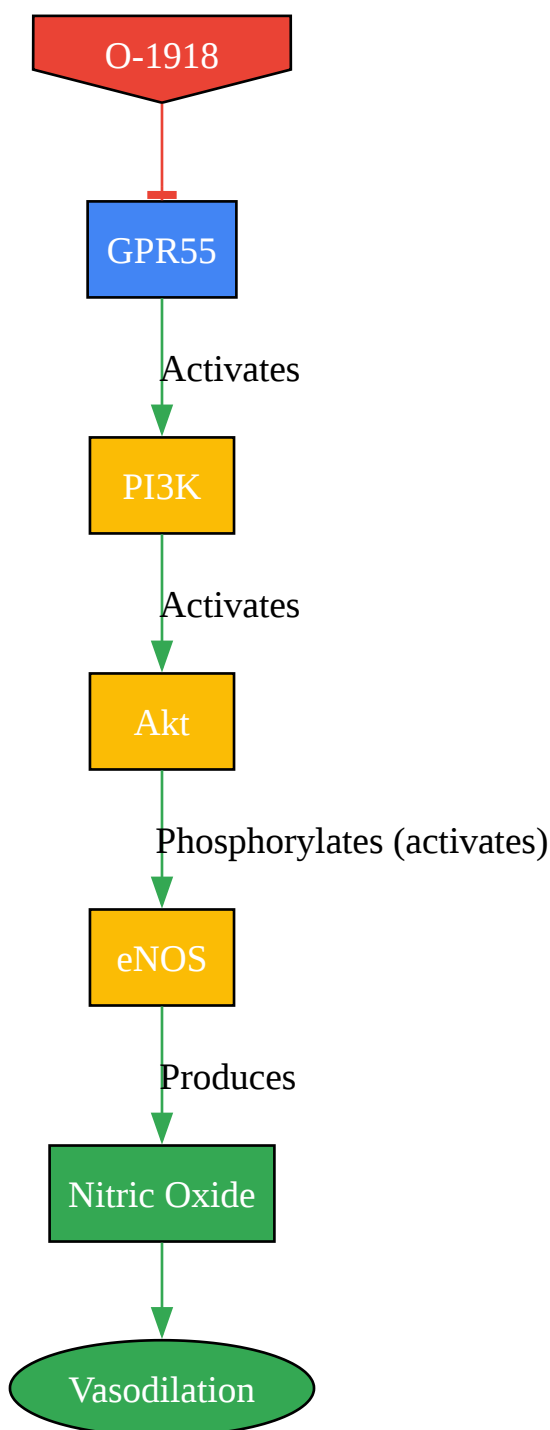 O-1918
GPR55
Activates
PI3K
Activates
Akt
Phosphorylates (activates)
eNOS
Produces
Nitric Oxide
Vasodilation